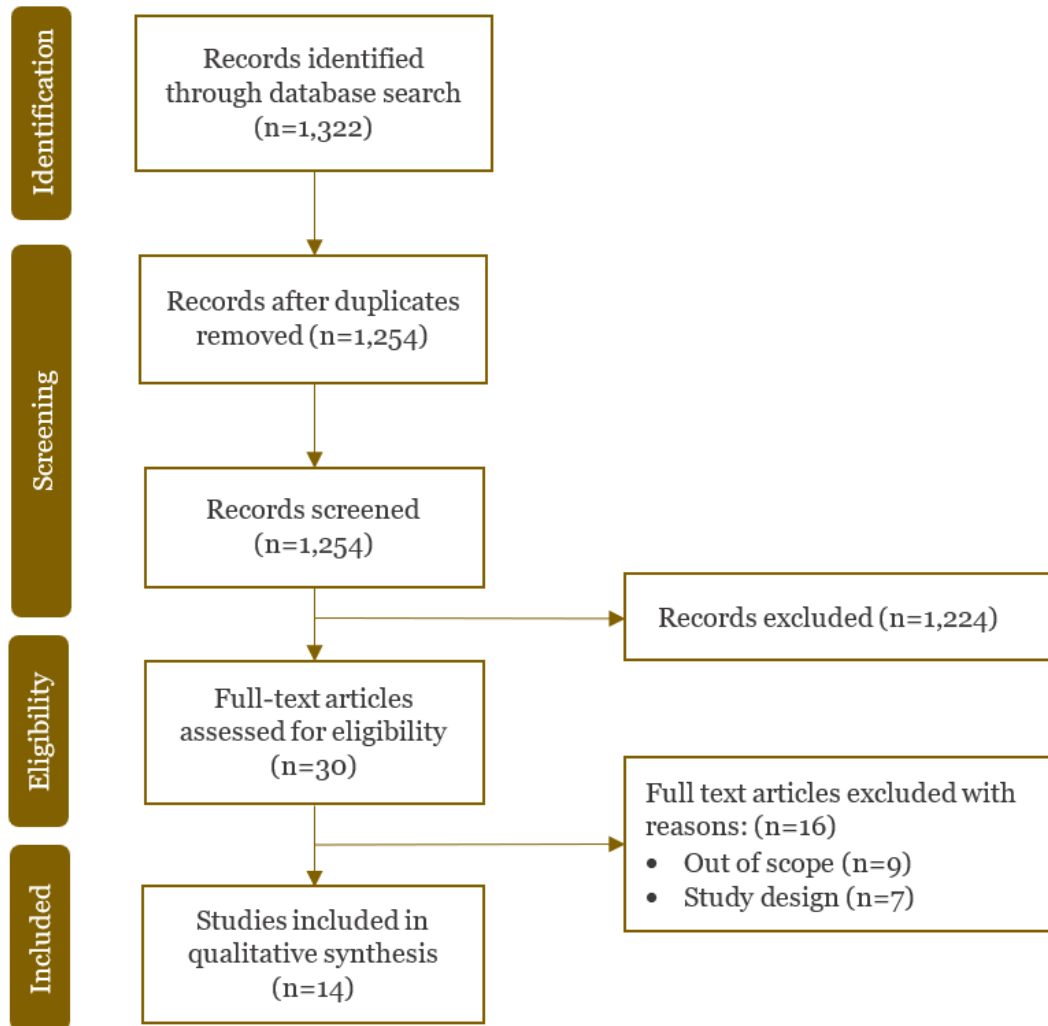 Identification
Records identified
through database search
(n=1,322)
Screening
Records after duplicates
removed (n=1,254)
Records screened
(n=1,254)
Records excluded (n=1,224)
Eligibility
Full-text articles
assessed for eligibility
(n=30)
Full text articles excluded with
reasons: (n=16)
• Out of scope (n=9)
• Study design (n=7)
Included
Studies included in
qualitative synthesis
(n=14)